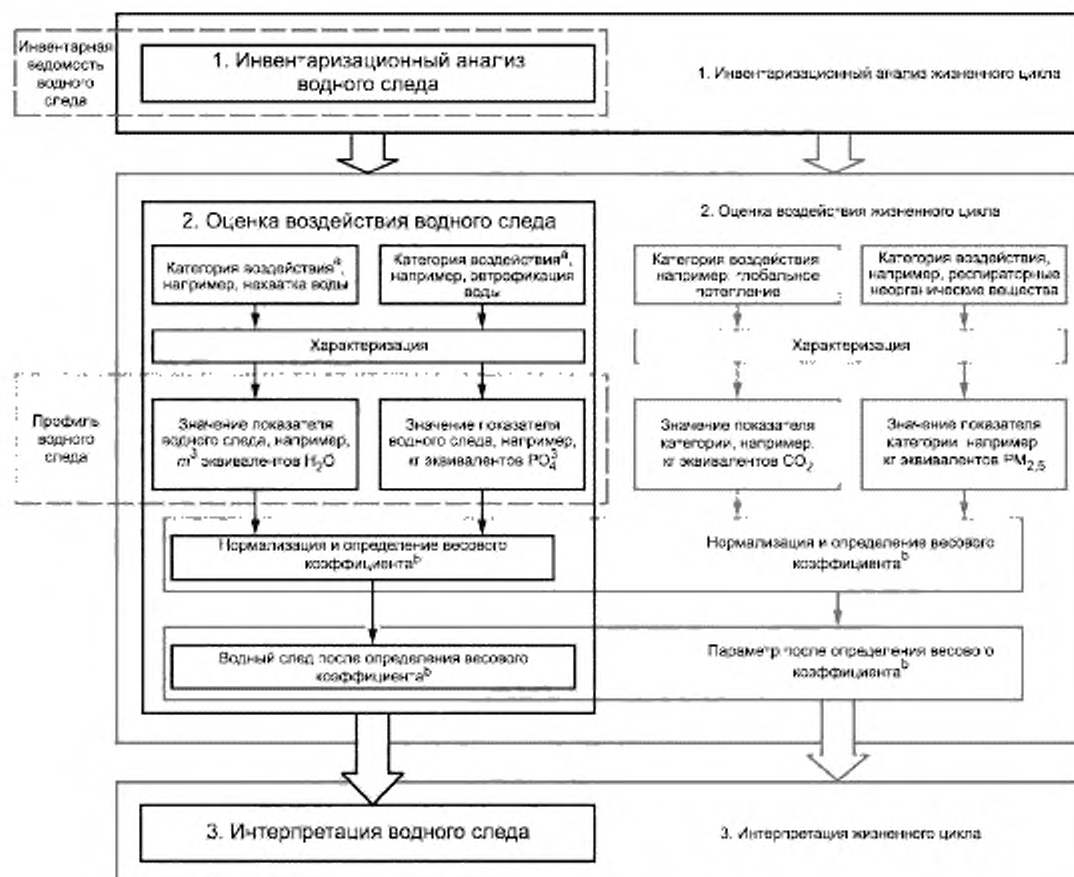 Инвентарная
ведомость
водного
следа
1. Инвентаризационный анализ
водного следа
1. Инвентаризационный анализ жизненного цикла
2. Оценка воздействия водного следа
2. Оценка воздействия жизненного цикла
Категория воздействия^a,
например, нехватка воды
Категория воздействия^a,
например, эвтрофикация
воды
Категория воздействия
например, глобальное
потепление
Категория воздействия,
например, респираторные
неорганические вещества
Характеризация
Характеризация
Профиль
водного
следа
Значение показателя
водного следа, например,
m³ эквивалентов H₂O
Значение показателя
водного следа, например,
кг эквивалентов PO₄³
Значение показателя
категории, например,
кг эквивалентов CO₂
Значение показателя
категории например
кг эквивалентов PM₂,₅
Нормализация и определение весового
коэффициента^b
Нормализация и определение весового
коэффициента^b
Водный след после определения весового
коэффициента^b
Параметр после определения весового
коэффициента^b
3. Интерпретация водного следа
3. Интерпретация жизненного цикла